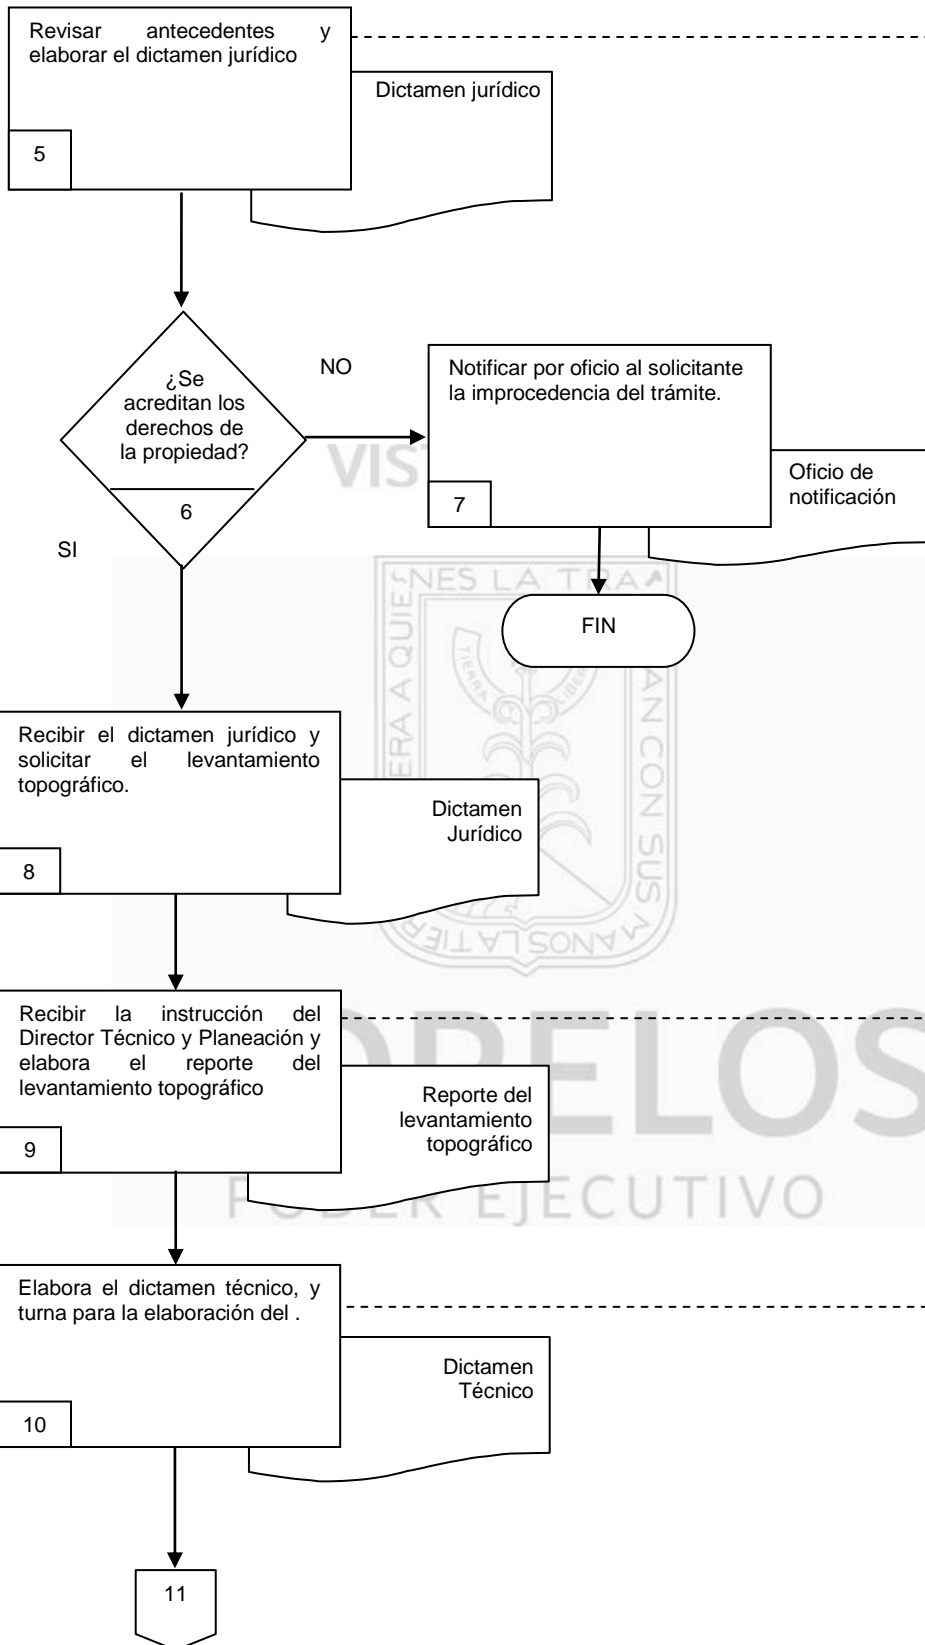 Revisar antecedentes y
elaborar el dictamen jurídico
Dictamen jurídico
5
¿Se
acreditan los
derechos de
la propiedad?
6
NO
Notificar por oficio al solicitante
la improcedencia del trámite.
7
Oficio de
notificación
SI
FIN
Recibir el dictamen jurídico y
solicitar el levantamiento
topográfico.
8
Dictamen
Jurídico
Recibir la instrucción del
Director Técnico y Planeación y
elabora el reporte del
levantamiento topográfico
9
Reporte del
levantamiento
topográfico
PODER EJECUTIVO
Elabora el dictamen técnico, y
turna para la elaboración del .
10
Dictamen
Técnico
11